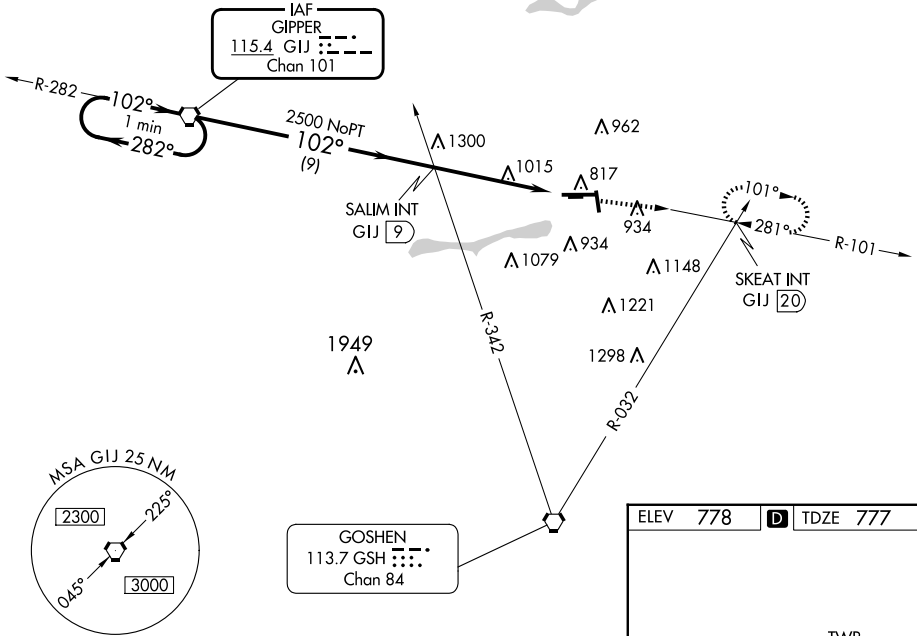 IAF
GIPPER
115.4 GIJ
Chan 101
R-282
102°
1 min
282°
2500 NoPT
102°
(9)
1300
962
1015
817
SALIM INT
GIJ 9
934
101°
281°
R-101
934
1079
1148
SKEAT INT
GIJ 20
1221
R-342
1949
1298
R-032
MSA GIJ 25 NM
2300
225°
045°
3000
GOSHEN
113.7 GSH
Chan 84
ELEV 778 D TDZE 777